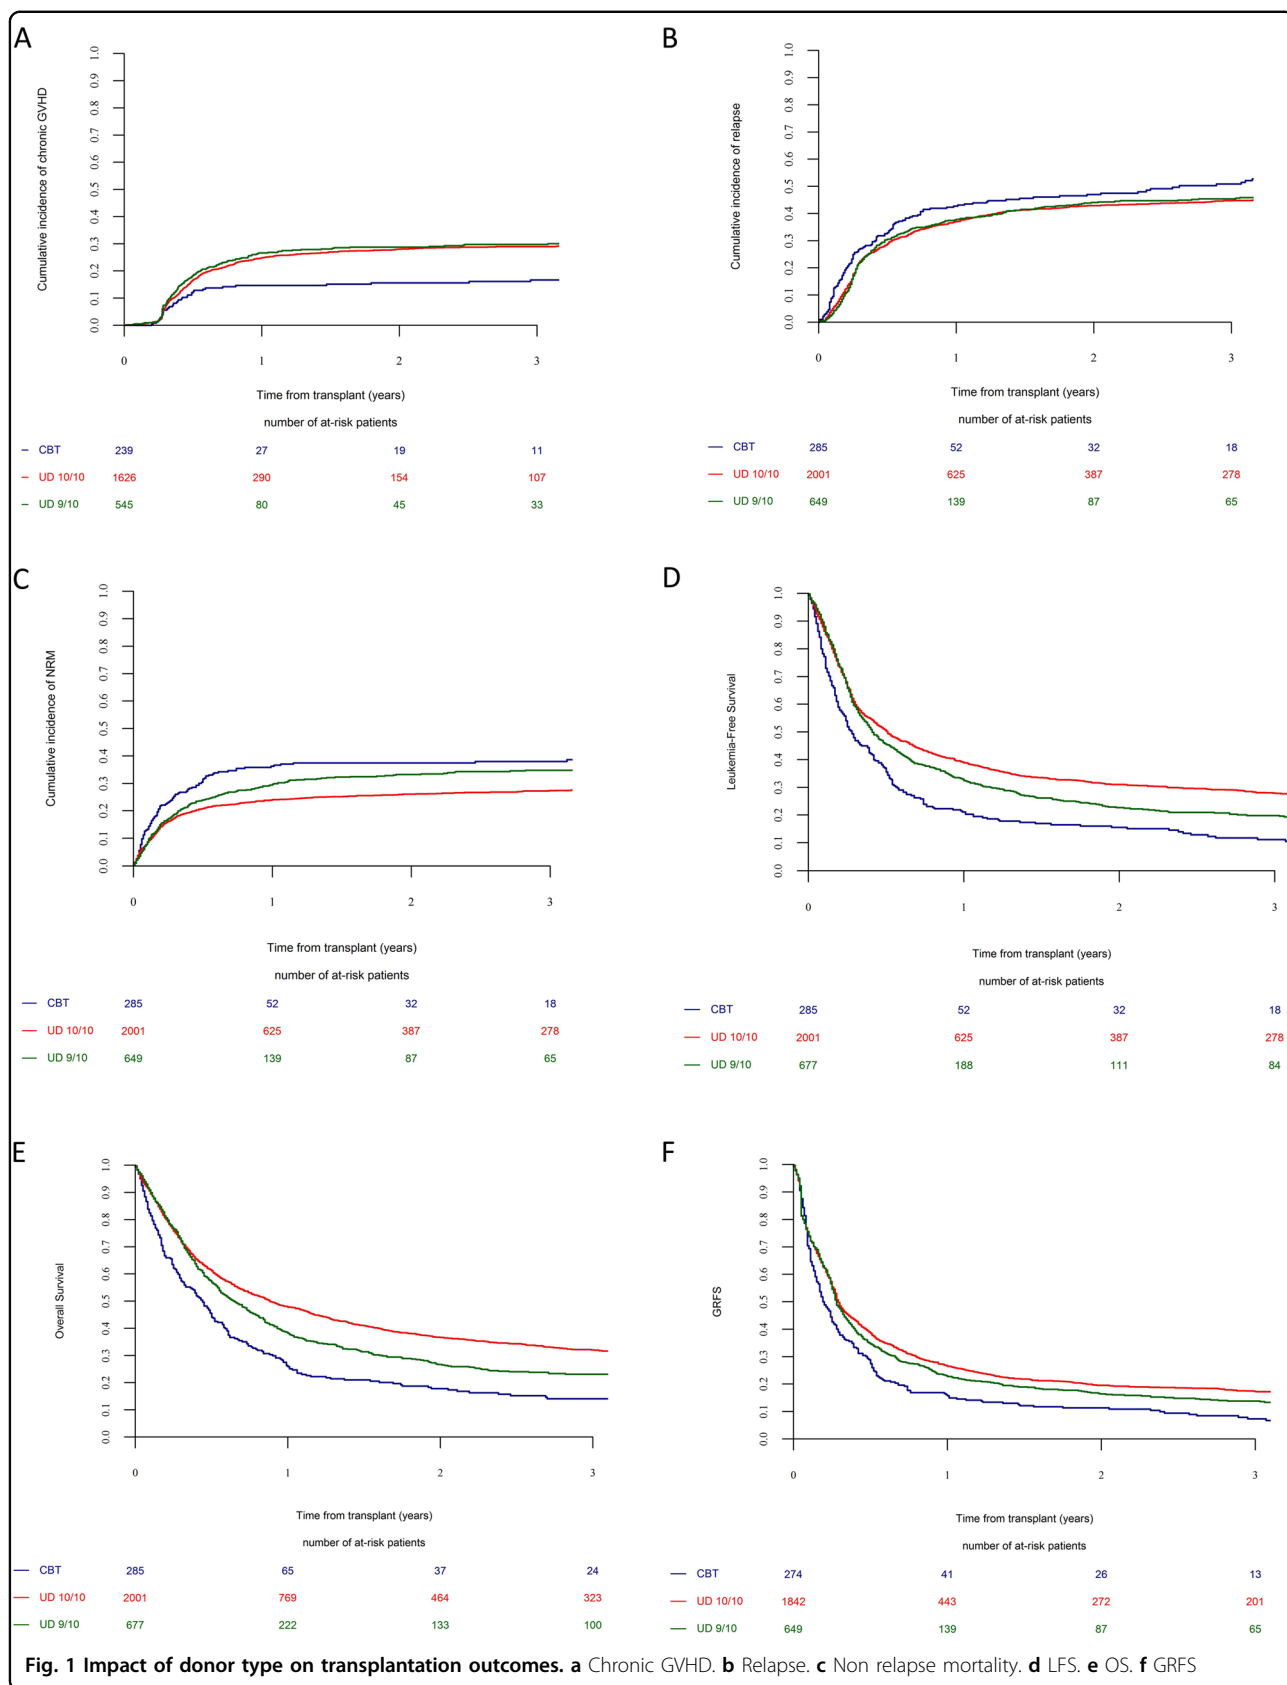 A
Cumulative incidence of chronic GVHD
1.0
0.9
0.8
0.7
0.6
0.5
0.4
0.3
0.2
0.1
0.0
0 1 2 3
Time from transplant (years)
number of at-risk patients
CBT 239 27 19 11
UD 10/10 1626 290 154 107
UD 9/10 545 80 45 33
B
Cumulative incidence of relapse
1.0
0.9
0.8
0.7
0.6
0.5
0.4
0.3
0.2
0.1
0.0
0 1 2 3
Time from transplant (years)
number of at-risk patients
CBT 285 52 32 18
UD 10/10 2001 625 387 278
UD 9/10 649 139 87 65
C
Cumulative incidence of NRM
1.0
0.9
0.8
0.7
0.6
0.5
0.4
0.3
0.2
0.1
0.0
0 1 2 3
Time from transplant (years)
number of at-risk patients
CBT 285 52 32 18
UD 10/10 2001 625 387 278
UD 9/10 649 139 87 65
D
Leukemia-Free Survival
1.0
0.9
0.8
0.7
0.6
0.5
0.4
0.3
0.2
0.1
0.0
0 1 2 3
Time from transplant (years)
number of at-risk patients
CBT 285 52 32 18
UD 10/10 2001 625 387 278
UD 9/10 677 188 111 84
E
Overall Survival
1.0
0.9
0.8
0.7
0.6
0.5
0.4
0.3
0.2
0.1
0.0
0 1 2 3
Time from transplant (years)
number of at-risk patients
CBT 285 65 37 24
UD 10/10 2001 769 464 323
UD 9/10 677 222 133 100
F
GRFS
1.0
0.9
0.8
0.7
0.6
0.5
0.4
0.3
0.2
0.1
0.0
0 1 2 3
Time from transplant (years)
number of at-risk patients
CBT 274 41 26 13
UD 10/10 1842 443 272 201
UD 9/10 649 139 87 65
Fig. 1 Impact of donor type on transplantation outcomes. a Chronic GVHD. b Relapse. c Non relapse mortality. d LFS. e OS. f GRFS